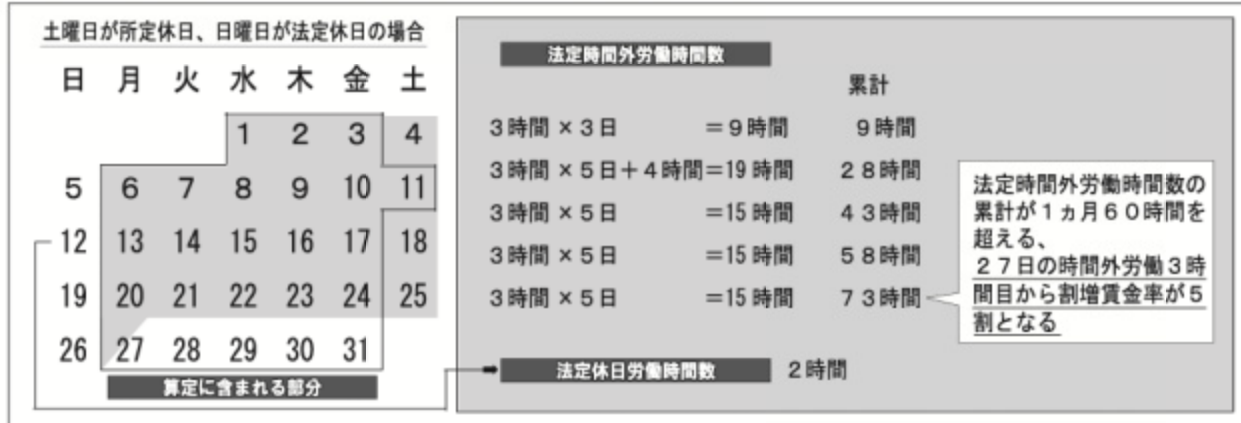 土曜日が所定休日、日曜日が法定休日の場合
日 月 火 水 木 金 土
1 2 3 4
5 6 7 8 9 10 11
12 13 14 15 16 17 18
19 20 21 22 23 24 25
26 27 28 29 30 31
算定に含まれる部分
法定時間外労働時間数
累計
3時間×3日 =9時間 9時間
3時間×5日+4時間=19時間 28時間
3時間×5日 =15時間 43時間
3時間×5日 =15時間 58時間
3時間×5日 =15時間 73時間
法定時間外労働時間数の
累計が1ヵ月60時間を
超える、
27日の時間外労働3時
間目から割増賃金率が5
割となる
法定休日労働時間数 2時間